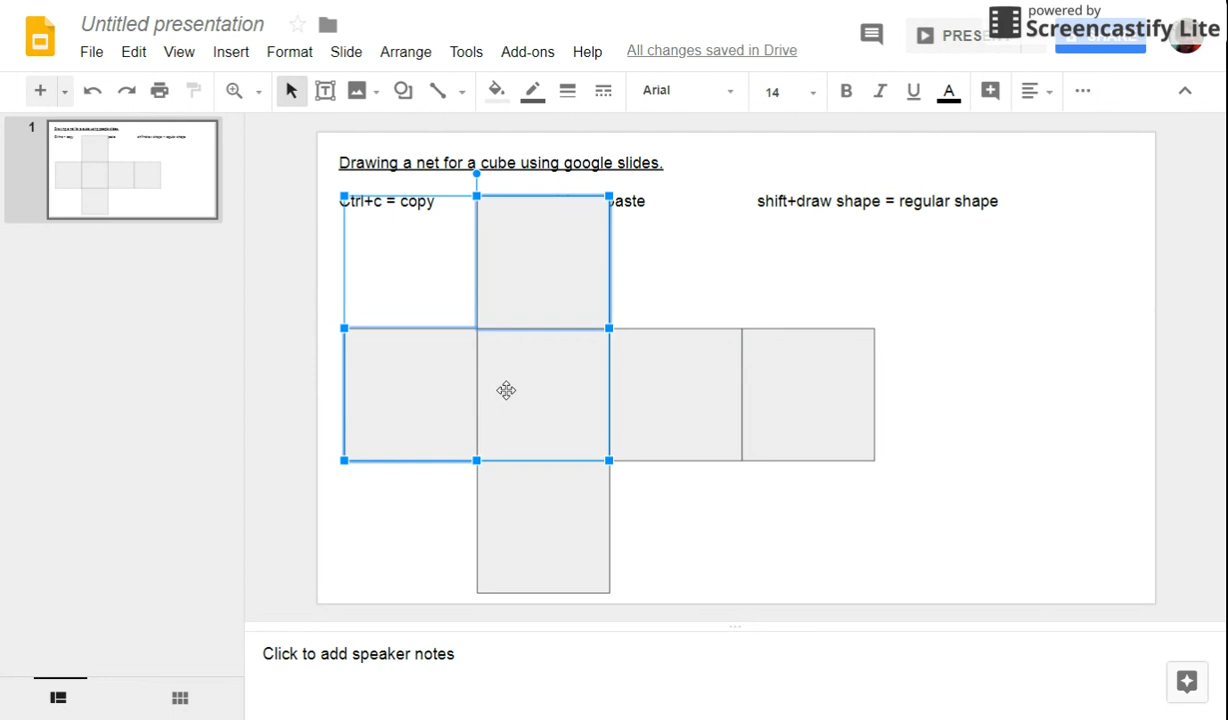 powered by
Screencastify Lite
Untitled presentation
File Edit View Insert Format Slide Arrange Tools Add-ons Help All changes saved in Drive
Arial 14 B I U A
1
Drawing a net for a cube using google slides.
Ctrl+c = copy shift+draw shape = regular shape
Click to add speaker notes